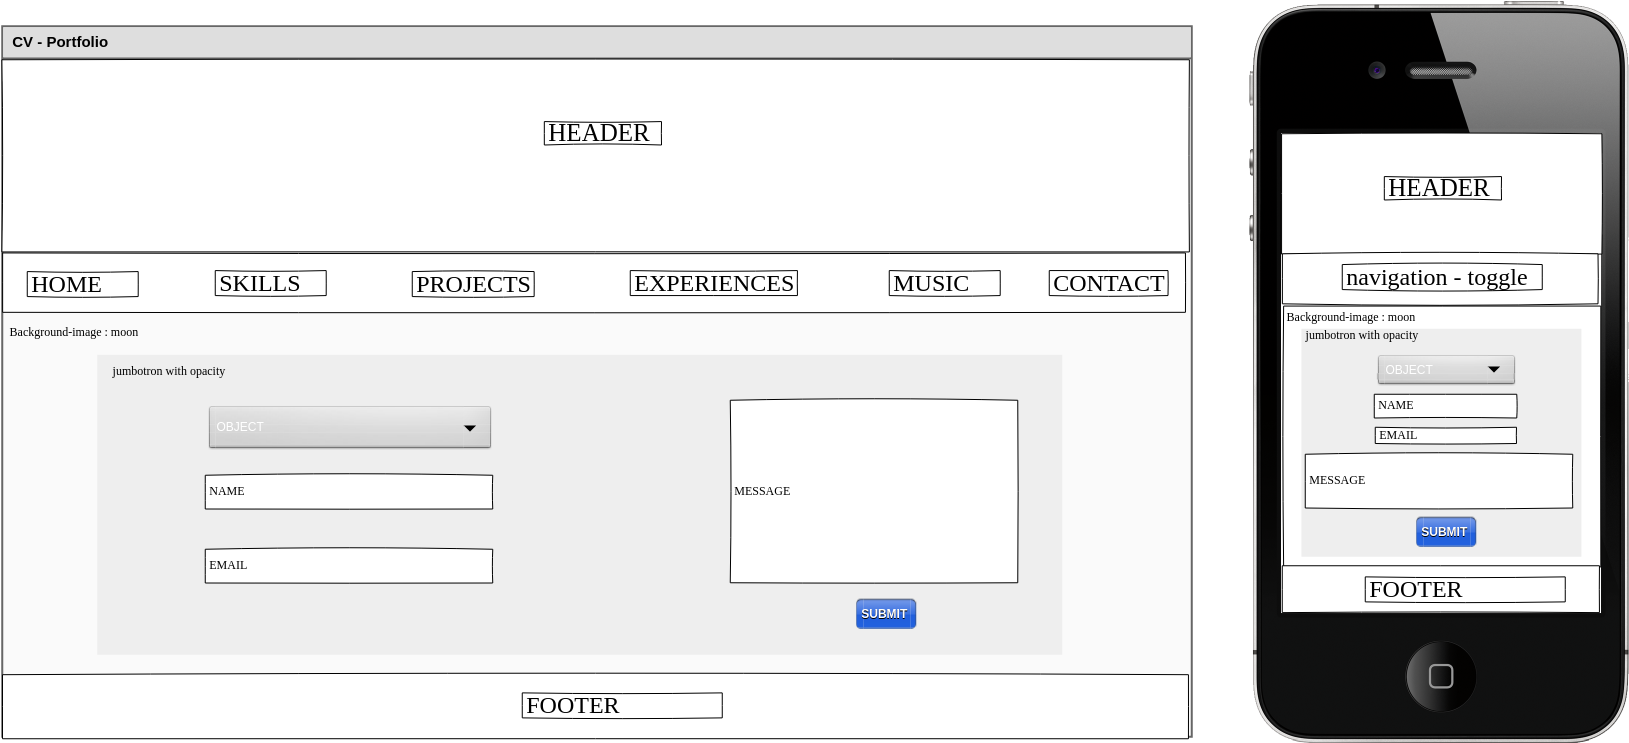 CV - Portfolio
HEADER
HOME SKILLS PROJECTS EXPERIENCES MUSIC CONTACT
Background-image : moon
jumbotron with opacity
OBJECT
NAME
EMAIL
MESSAGE
SUBMIT
FOOTER
HEADER
navigation - toggle
Background-image : moon
jumbotron with opacity
OBJECT
NAME
EMAIL
MESSAGE
SUBMIT
FOOTER